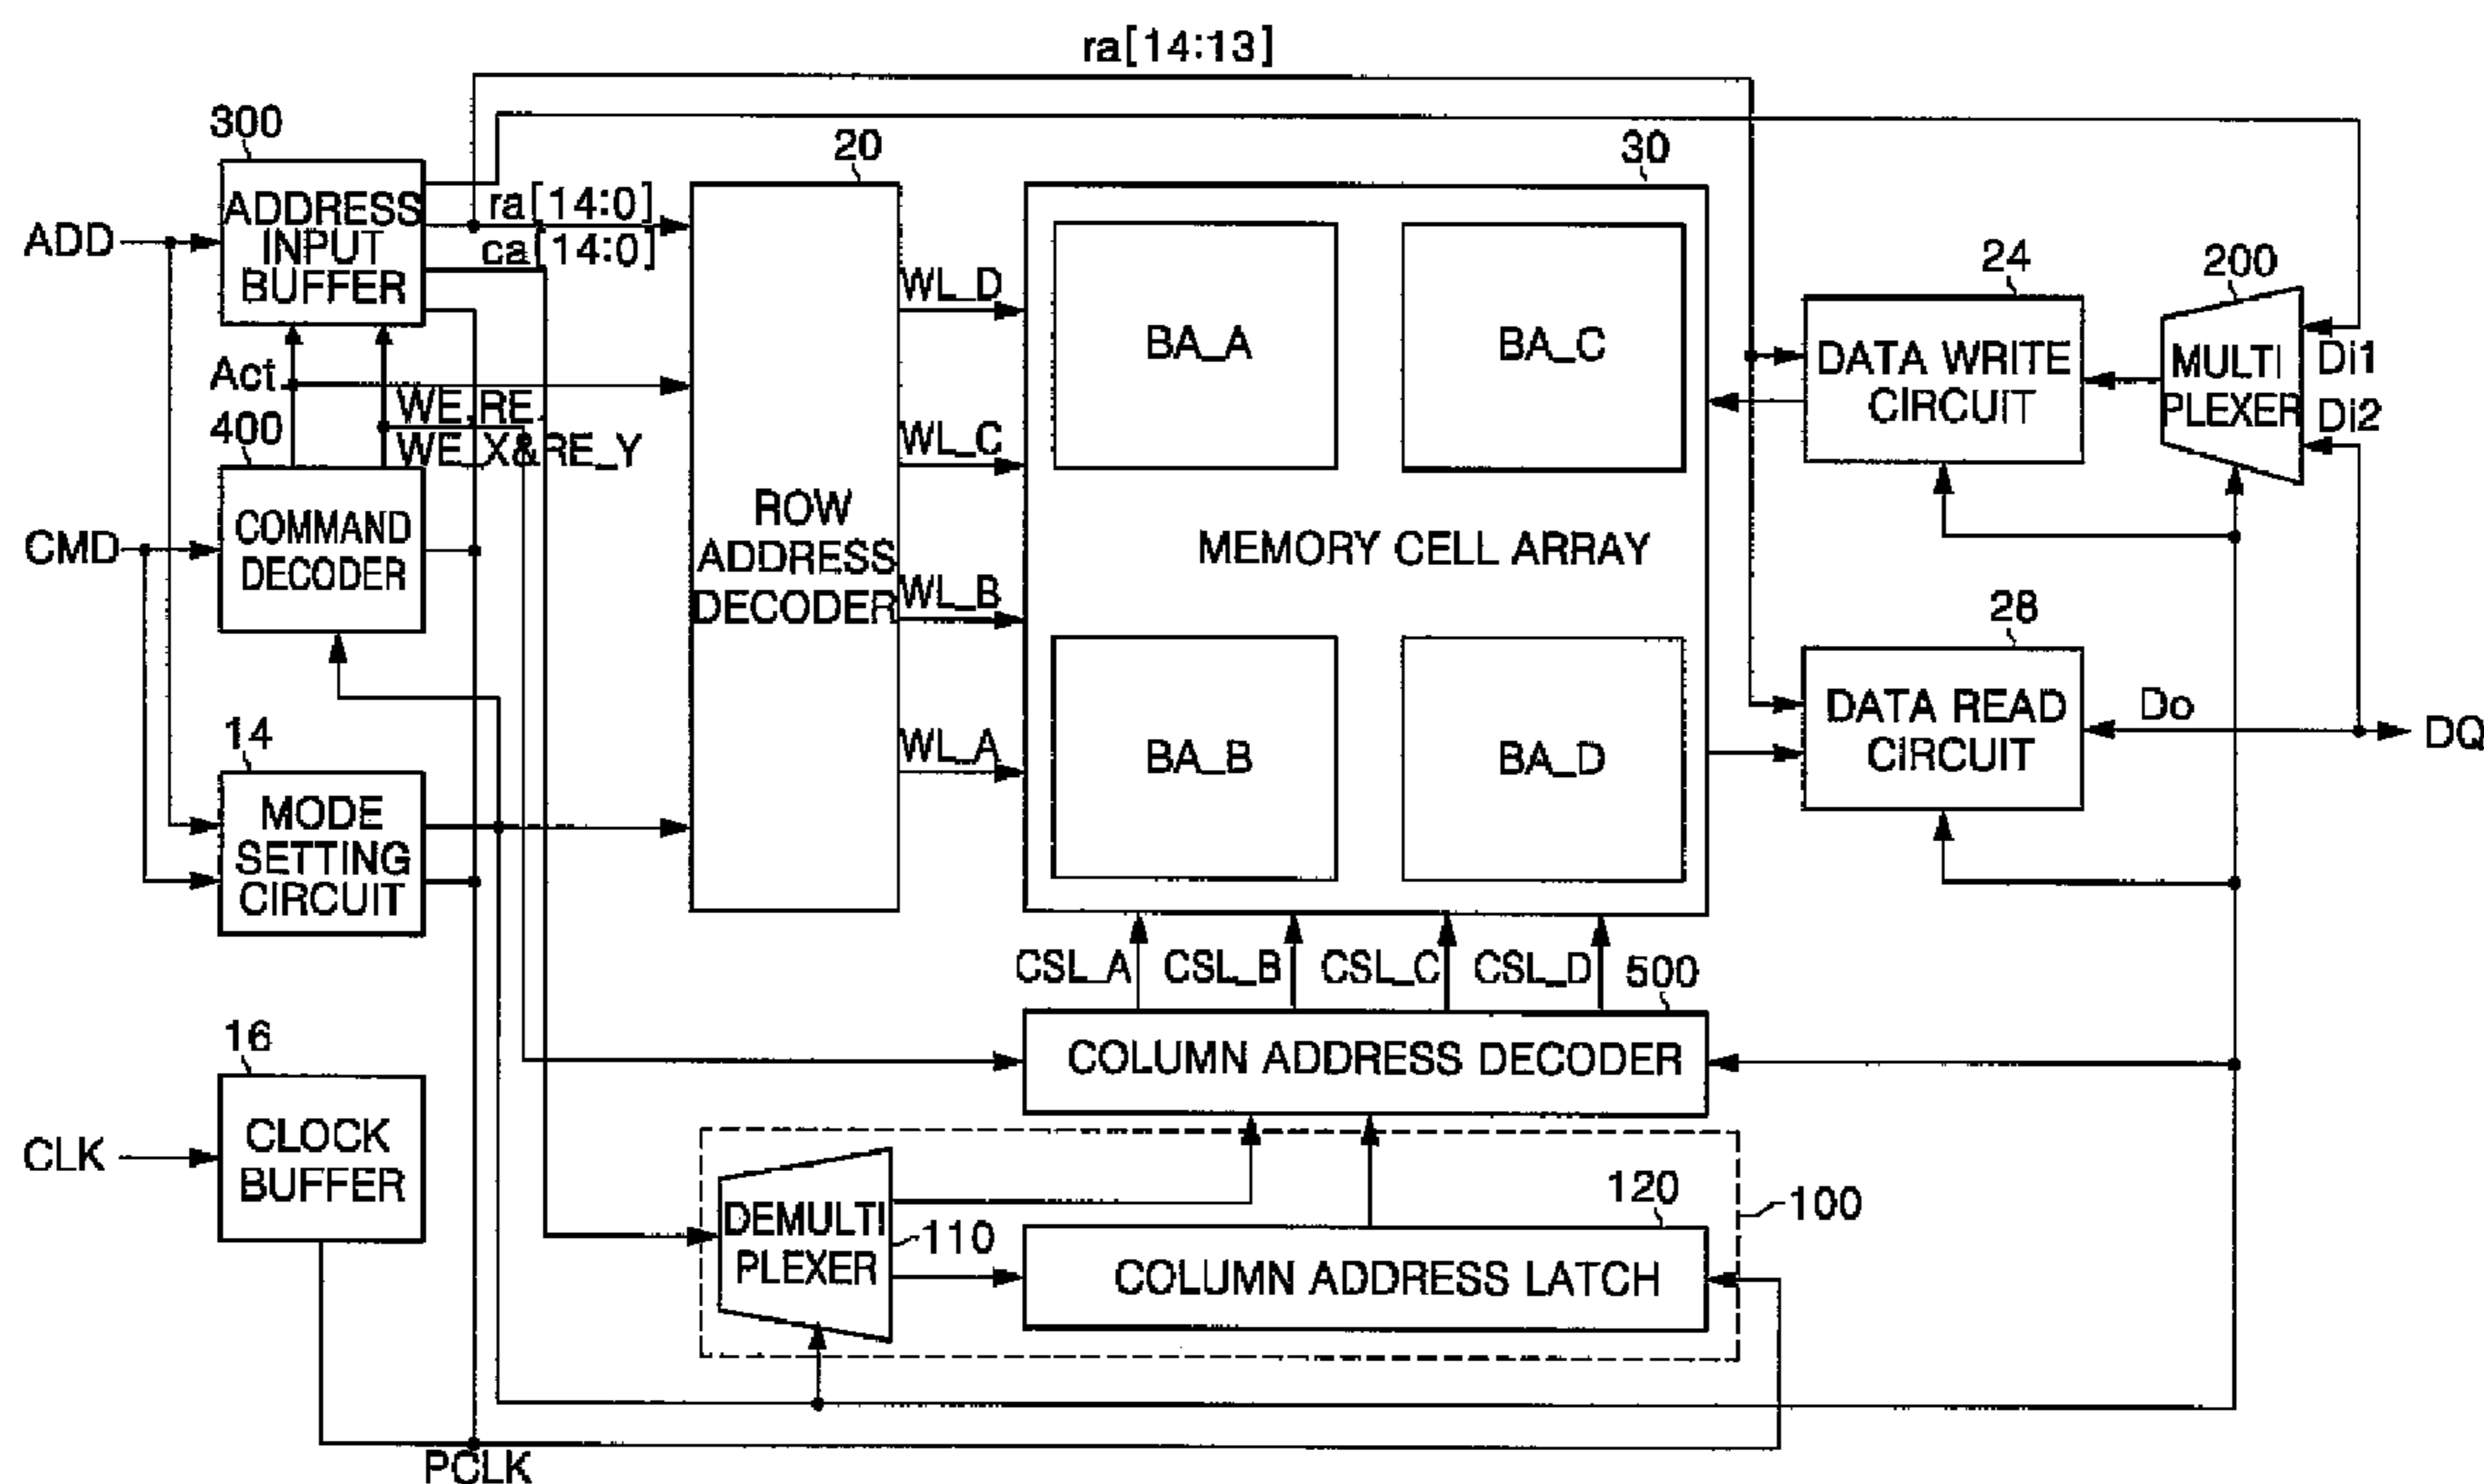 ra[14:13]
300
20
30
ADDRESS
INPUT
BUFFER
ra[14:0]
ca[14:0]
ADD
WL_D
BA_A
BA_C
24
200
DATA WRITE
CIRCUIT
MULTI
PLEXER
Di1
Di2
Act
WE,RE,
WE_X&RE_Y
400
WL_C
COMMAND
DECODER
CMD
ROW
ADDRESS
DECODER
MEMORY CELL ARRAY
WL_B
28
14
MODE
SETTING
CIRCUIT
WL_A
BA_B
BA_D
DATA READ
CIRCUIT
Do
DQ
CSL_A
CSL_B
CSL_C
CSL_D
500
16
CLOCK
BUFFER
CLK
COLUMN ADDRESS DECODER
DEMULTI
PLEXER
110
120
100
COLUMN ADDRESS LATCH
PCLK